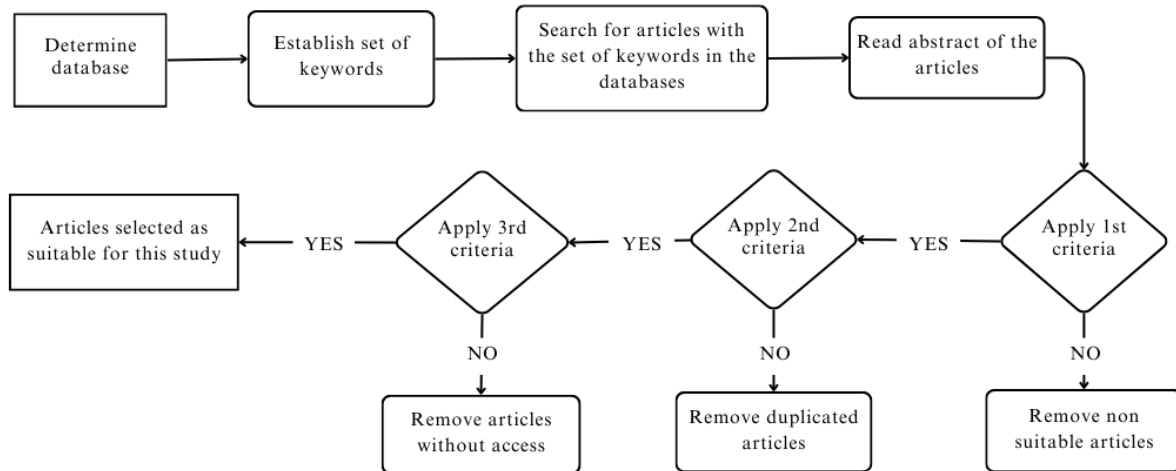 Determine
database
Establish set of
keywords
Search for articles with
the set of keywords in the
databases
Read abstract of the
articles
Apply 1st
criteria
YES
Apply 2nd
criteria
YES
Apply 3rd
criteria
YES
Articles selected as
suitable for this study
NO
NO
NO
Remove articles
without access
Remove duplicated
articles
Remove non
suitable articles